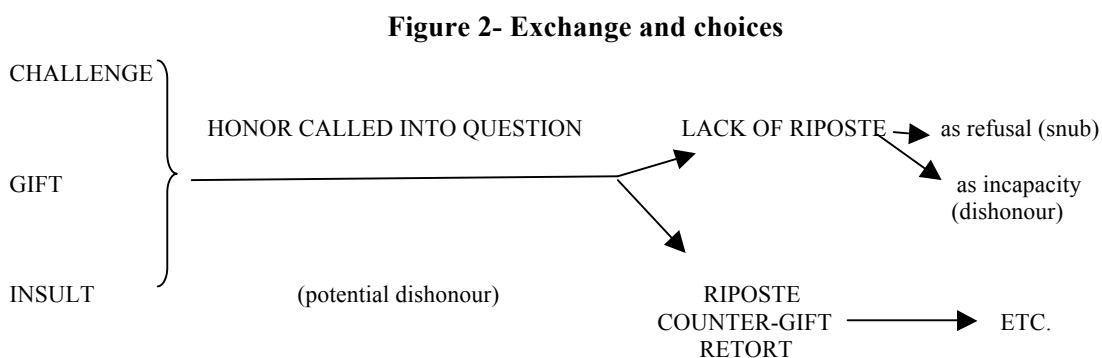 Figure 2- Exchange and choices
CHALLENGE
HONOR CALLED INTO QUESTION
LACK OF RIPOSTE
as refusal (snub)
GIFT
as incapacity
(dishonour)
INSULT
(potential dishonour)
RIPOSTE
COUNTER-GIFT
RETORT
ETC.